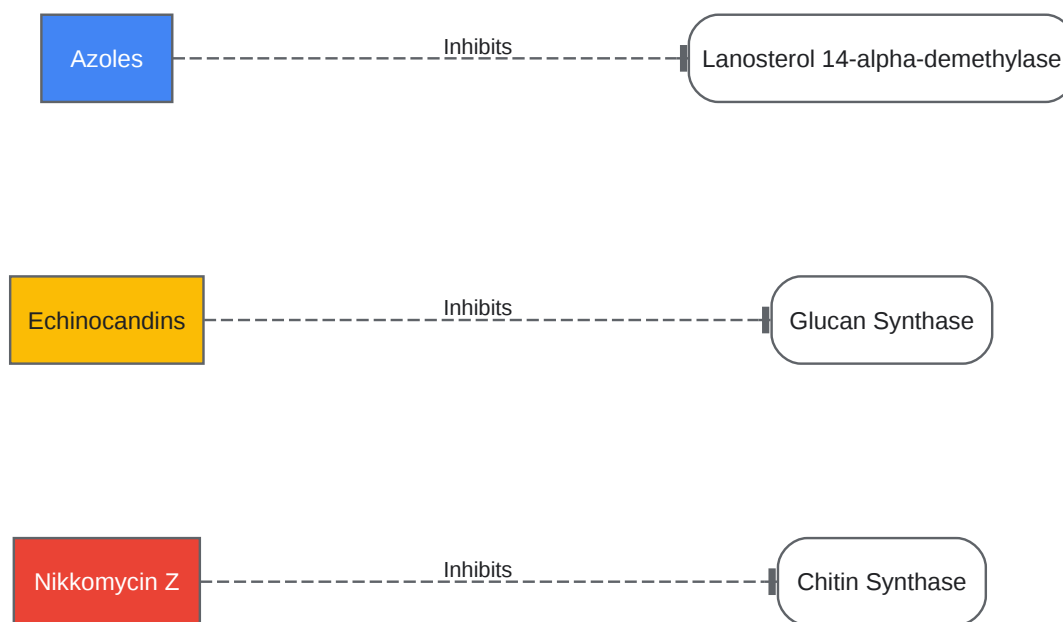 Azoles
Inhibits
Lanosterol 14-alpha-demethylase
Echinocandins
Inhibits
Glucan Synthase
Nikkomycin Z
Inhibits
Chitin Synthase